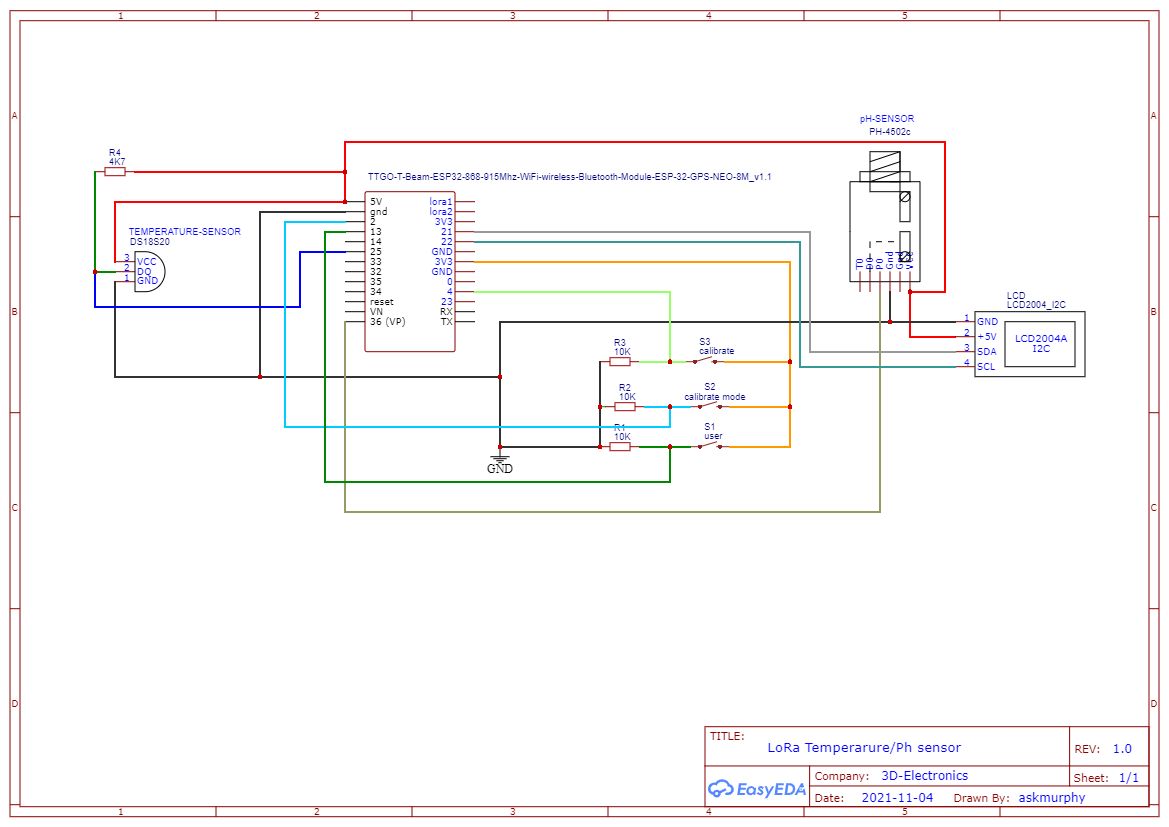 1 2 3 4 5
A A
B B
C C
D D
pH-SENSOR
PH-4502c
R4
4K7
TTGO-T-Beam-ESP32-868-915Mhz-WiFi-wireless-Bluetooth-Module-ESP-32-GPS-NEO-8M_v1.1
TEMPERATURE-SENSOR
DS18S20
3 VCC
2 DQ
1 GND
5V lora1
gnd lora2
2 3V3
13 21
14 22
25 GND
33 3V3
32 GND
35 0
34 4
reset 23
VN RX
36 (VP) TX
T0 D0 P0 Gnd Gnd Vcc
LCD
LCD2004_I2C
1 GND
2 +5V
3 SDA
4 SCL
LCD2004A
I2C
R3
10K
S3
calibrate
R2
10K
S2
calibrate mode
R1
10K
S1
user
GND
TITLE:
LoRa Temperarure/Ph sensor
REV: 1.0
EasyEDA
Company: 3D-Electronics
Sheet: 1/1
Date: 2021-11-04 Drawn By: askmurphy
1 2 3 4 5